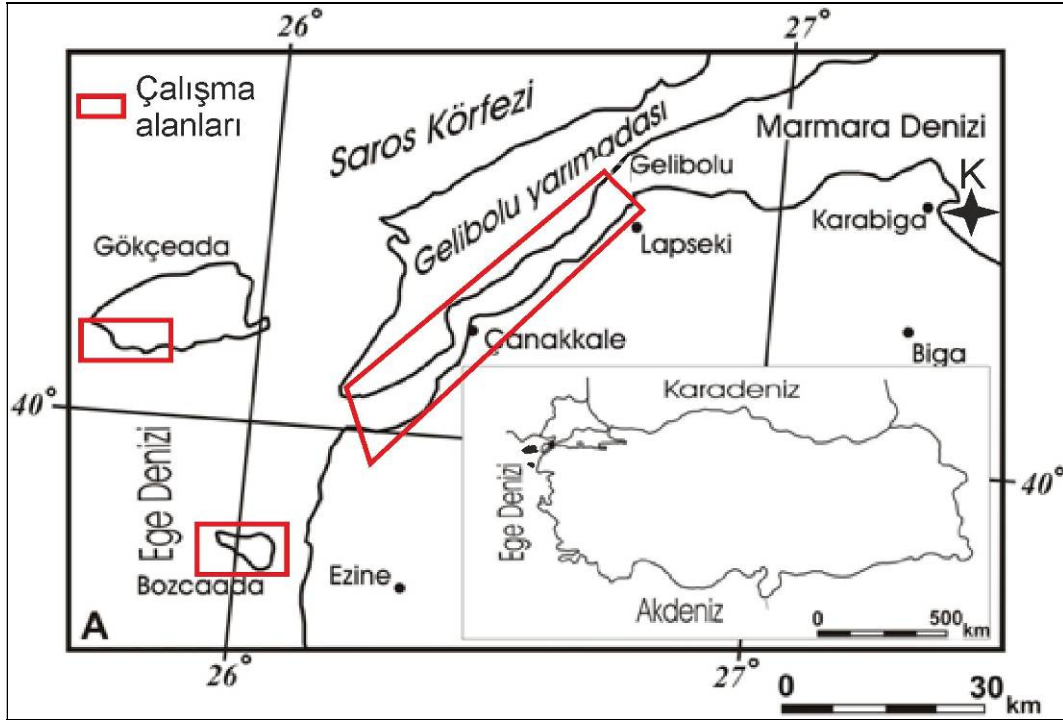 26°
27°
Çalışma
alanları
Saros Körfezi
Gelibolu yarımadası
Marmara Denizi
Gelibolu
K
Karabiga
Lapseki
Gökçeada
Çanakkale
Biga
40°
Ege Denizi
Bozcaada
Ezine
A
Karadeniz
Ege Denizi
Akdeniz
0 500 km
40°
26°
27°
0 30
km